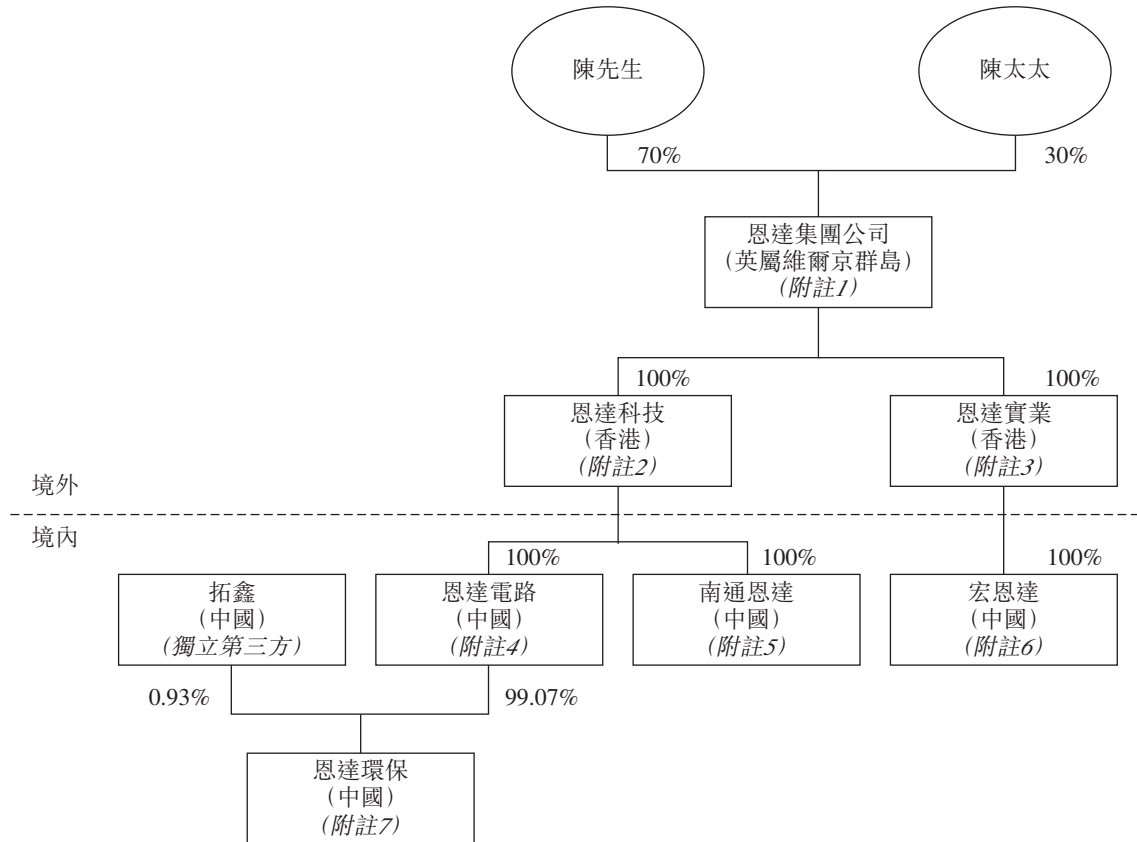 陳先生
陳太太
70%
30%
恩達集團公司
(英屬維爾京群島)
(附註1)
100%
100%
恩達科技
(香港)
(附註2)
恩達實業
(香港)
(附註3)
境外
境內
100%
100%
100%
拓鑫
(中國)
(獨立第三方)
恩達電路
(中國)
(附註4)
南通恩達
(中國)
(附註5)
宏恩達
(中國)
(附註6)
0.93%
99.07%
恩達環保
(中國)
(附註7)